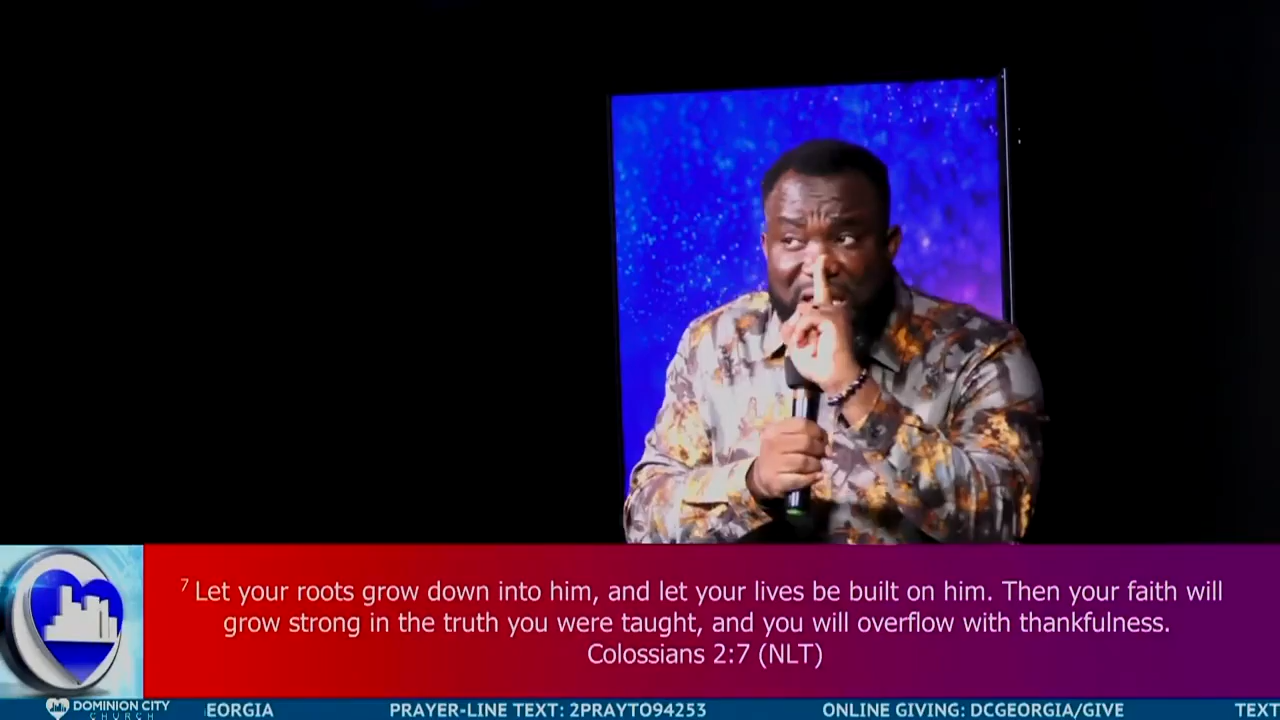 7 Let your roots grow down into him, and let your lives be built on him. Then your faith will
grow strong in the truth you were taught, and you will overflow with thankfulness.
Colossians 2:7 (NLT)
DOMINION CITY
CHURCH
EORGIA PRAYER-LINE TEXT: 2PRAYTO94253 ONLINE GIVING: DCGEORGIA/GIVE TEXT